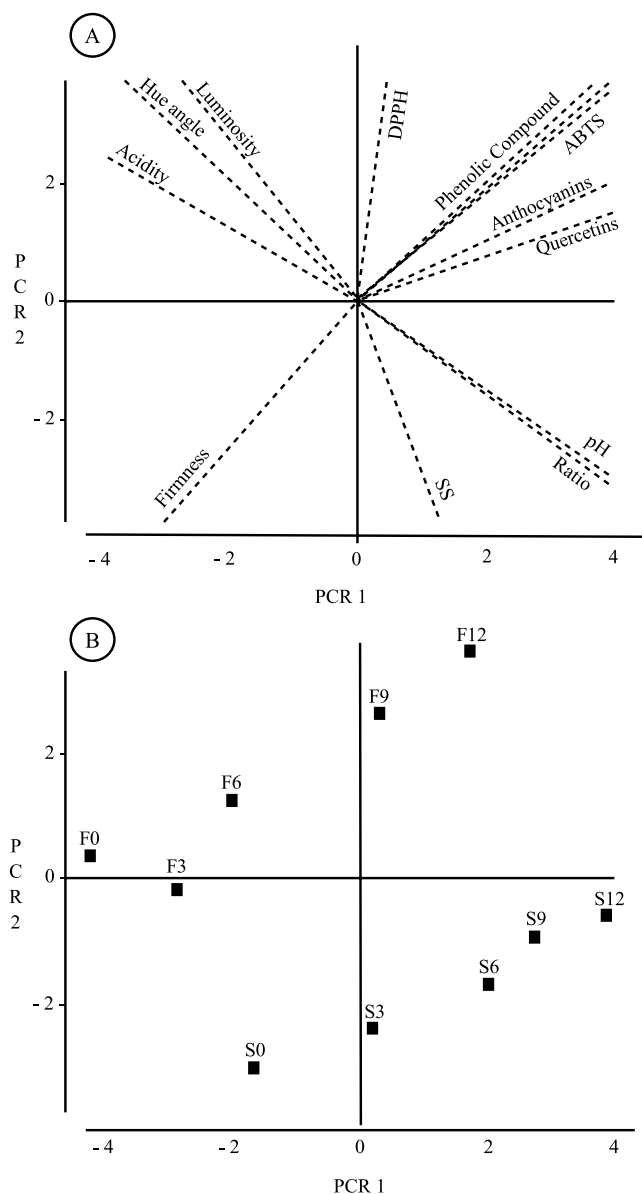 A
Hue angle
Luminosity
Acidity
DPPH
Phenolic Compound
ABTS
Anthocyanins
Quercetins
Firmness
SS
pH
Ratio
P
C
R
2
2
0
- 2
- 4
- 2
0
2
4
PCR 1
B
F12
F9
F6
F0
F3
S12
S9
S6
S3
S0
P
C
R
2
2
0
- 2
- 4
- 2
0
2
4
PCR 1